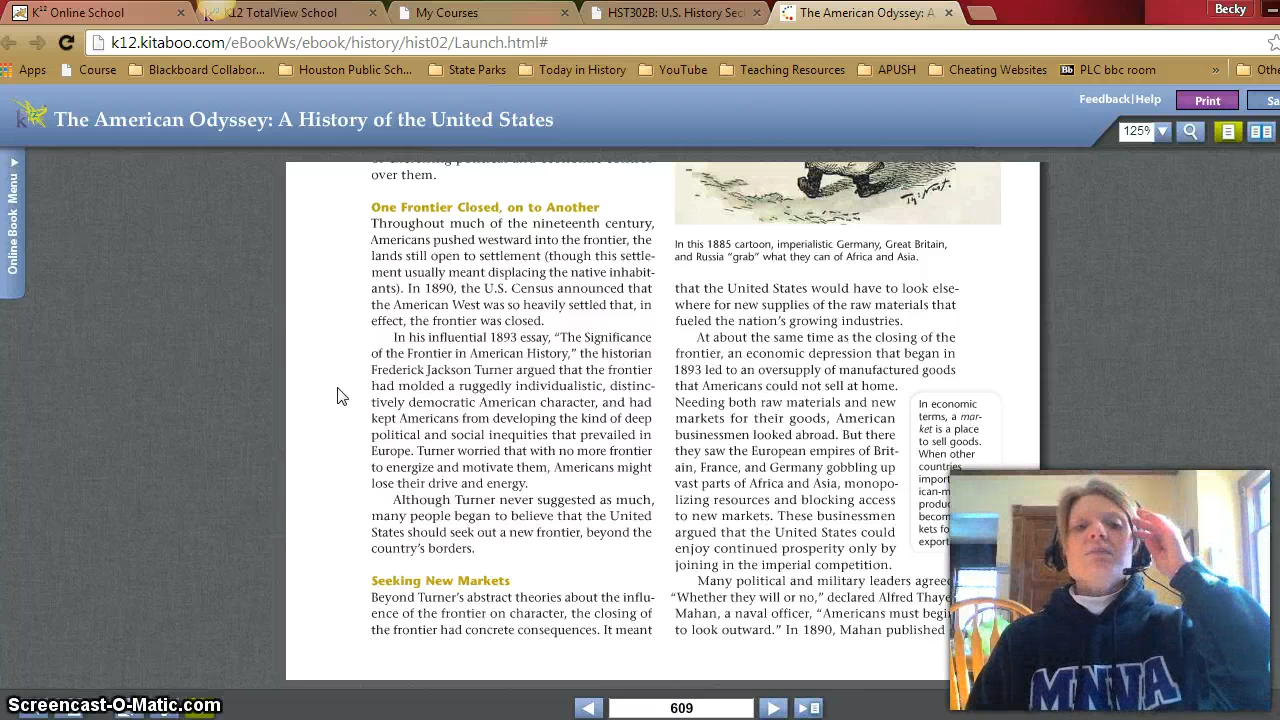 K¹² Online School
K12 TotalView School
My Courses
HST302B: U.S. History Sec
The American Odyssey: A
Becky
k12.kitaboo.com/eBookWs/ebook/history/hist02/Launch.html#
Apps
Course
Blackboard Collabor...
Houston Public Sch...
State Parks
Today in History
YouTube
Teaching Resources
APUSH
Cheating Websites
Bb PLC bbc room
»
Othe
The American Odyssey: A History of the United States
Feedback|Help
Print
Sa
125%
Online Book Menu
over them.
One Frontier Closed, on to Another
Throughout much of the nineteenth century,
Americans pushed westward into the frontier, the
lands still open to settlement (though this settle-
ment usually meant displacing the native inhabit-
ants). In 1890, the U.S. Census announced that
the American West was so heavily settled that, in
effect, the frontier was closed.
In his influential 1893 essay, “The Significance
of the Frontier in American History,” the historian
Frederick Jackson Turner argued that the frontier
had molded a ruggedly individualistic, distinc-
tively democratic American character, and had
kept Americans from developing the kind of deep
political and social inequities that prevailed in
Europe. Turner worried that with no more frontier
to energize and motivate them, Americans might
lose their drive and energy.
Although Turner never suggested as much,
many people began to believe that the United
States should seek out a new frontier, beyond the
country’s borders.
Seeking New Markets
Beyond Turner’s abstract theories about the influ-
ence of the frontier on character, the closing of
the frontier had concrete consequences. It meant
Th. Nast
In this 1885 cartoon, imperialistic Germany, Great Britain,
and Russia “grab” what they can of Africa and Asia.
that the United States would have to look else-
where for new supplies of the raw materials that
fueled the nation’s growing industries.
At about the same time as the closing of the
frontier, an economic depression that began in
1893 led to an oversupply of manufactured goods
that Americans could not sell at home.
Needing both raw materials and new
markets for their goods, American
businessmen looked abroad. But there
they saw the European empires of Brit-
ain, France, and Germany gobbling up
vast parts of Africa and Asia, monopo-
lizing resources and blocking access
to new markets. These businessmen
argued that the United States could
enjoy continued prosperity only by
joining in the imperial competition.
Many political and military leaders agree
“Whether they will or no,” declared Alfred Thaye
Mahan, a naval officer, “Americans must begin
to look outward.” In 1890, Mahan published
In economic
terms, a mar-
ket is a place
to sell goods.
When other
countries
import
ican-m
produ
becom
kets fo
export
MNVA
Screencast-O-Matic.com
609